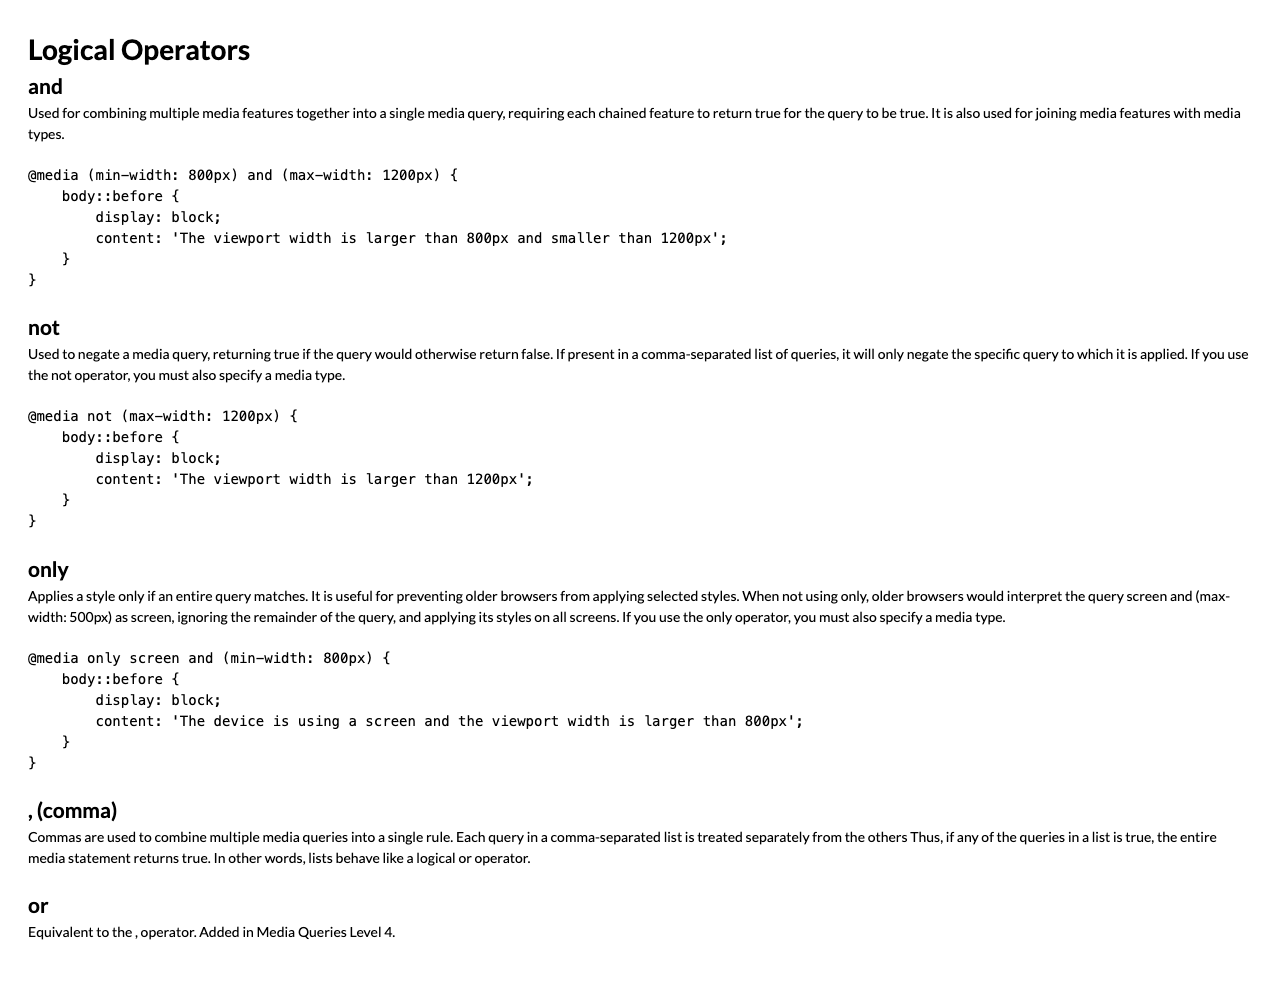 Logical Operators
and
Used for combining multiple media features together into a single media query, requiring each chained feature to return true for the query to be true. It is also used for joining media features with media
types.
@media (min-width: 800px) and (max-width: 1200px) {
    body::before {
        display: block;
        content: 'The viewport width is larger than 800px and smaller than 1200px';
    }
}
not
Used to negate a media query, returning true if the query would otherwise return false. If present in a comma-separated list of queries, it will only negate the specific query to which it is applied. If you use
the not operator, you must also specify a media type.
@media not (max-width: 1200px) {
    body::before {
        display: block;
        content: 'The viewport width is larger than 1200px';
    }
}
only
Applies a style only if an entire query matches. It is useful for preventing older browsers from applying selected styles. When not using only, older browsers would interpret the query screen and (max-
width: 500px) as screen, ignoring the remainder of the query, and applying its styles on all screens. If you use the only operator, you must also specify a media type.
@media only screen and (min-width: 800px) {
    body::before {
        display: block;
        content: 'The device is using a screen and the viewport width is larger than 800px';
    }
}
, (comma)
Commas are used to combine multiple media queries into a single rule. Each query in a comma-separated list is treated separately from the others Thus, if any of the queries in a list is true, the entire
media statement returns true. In other words, lists behave like a logical or operator.
or
Equivalent to the , operator. Added in Media Queries Level 4.